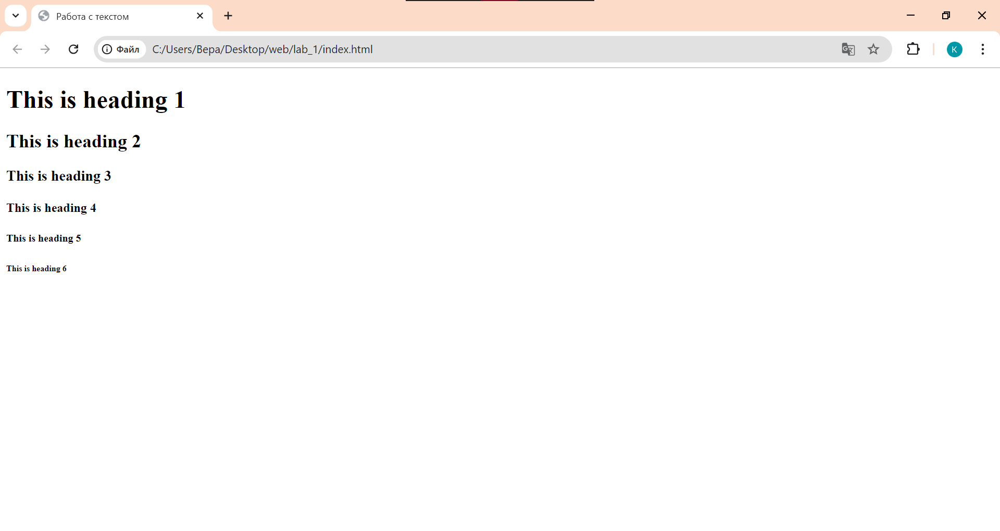 Работа с текстом
Файл C:/Users/Вера/Desktop/web/lab_1/index.html
K
This is heading 1
This is heading 2
This is heading 3
This is heading 4
This is heading 5
This is heading 6